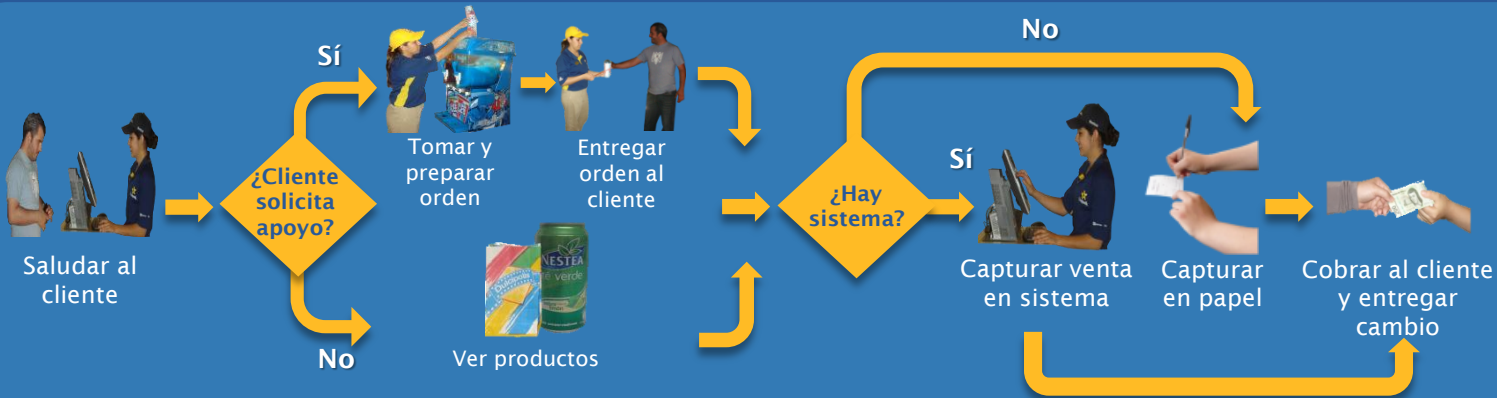 Saludar al
cliente
¿Cliente
solicita
apoyo?
Sí
Tomar y
preparar
orden
Entregar
orden al
cliente
No
NESTEA
té verde
Ver productos
¿Hay
sistema?
No
Sí
Capturar venta
en sistema
Capturar
en papel
Cobrar al cliente
y entregar
cambio